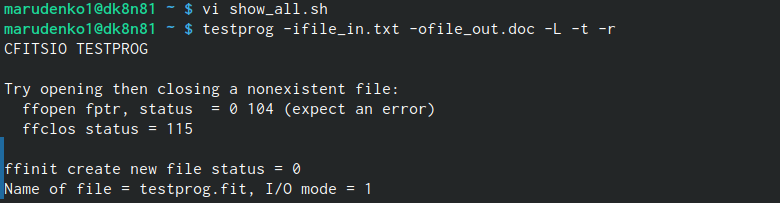 marudenko1@dk8n81 ~ $ vi show_all.sh
marudenko1@dk8n81 ~ $ testprog -ifile_in.txt -ofile_out.doc -L -t -r
CFITSIO TESTPROG
Try opening then closing a nonexistent file:
  ffopen fptr, status  = 0 104 (expect an error)
  ffclos status = 115
ffinit create new file status = 0
Name of file = testprog.fit, I/O mode = 1